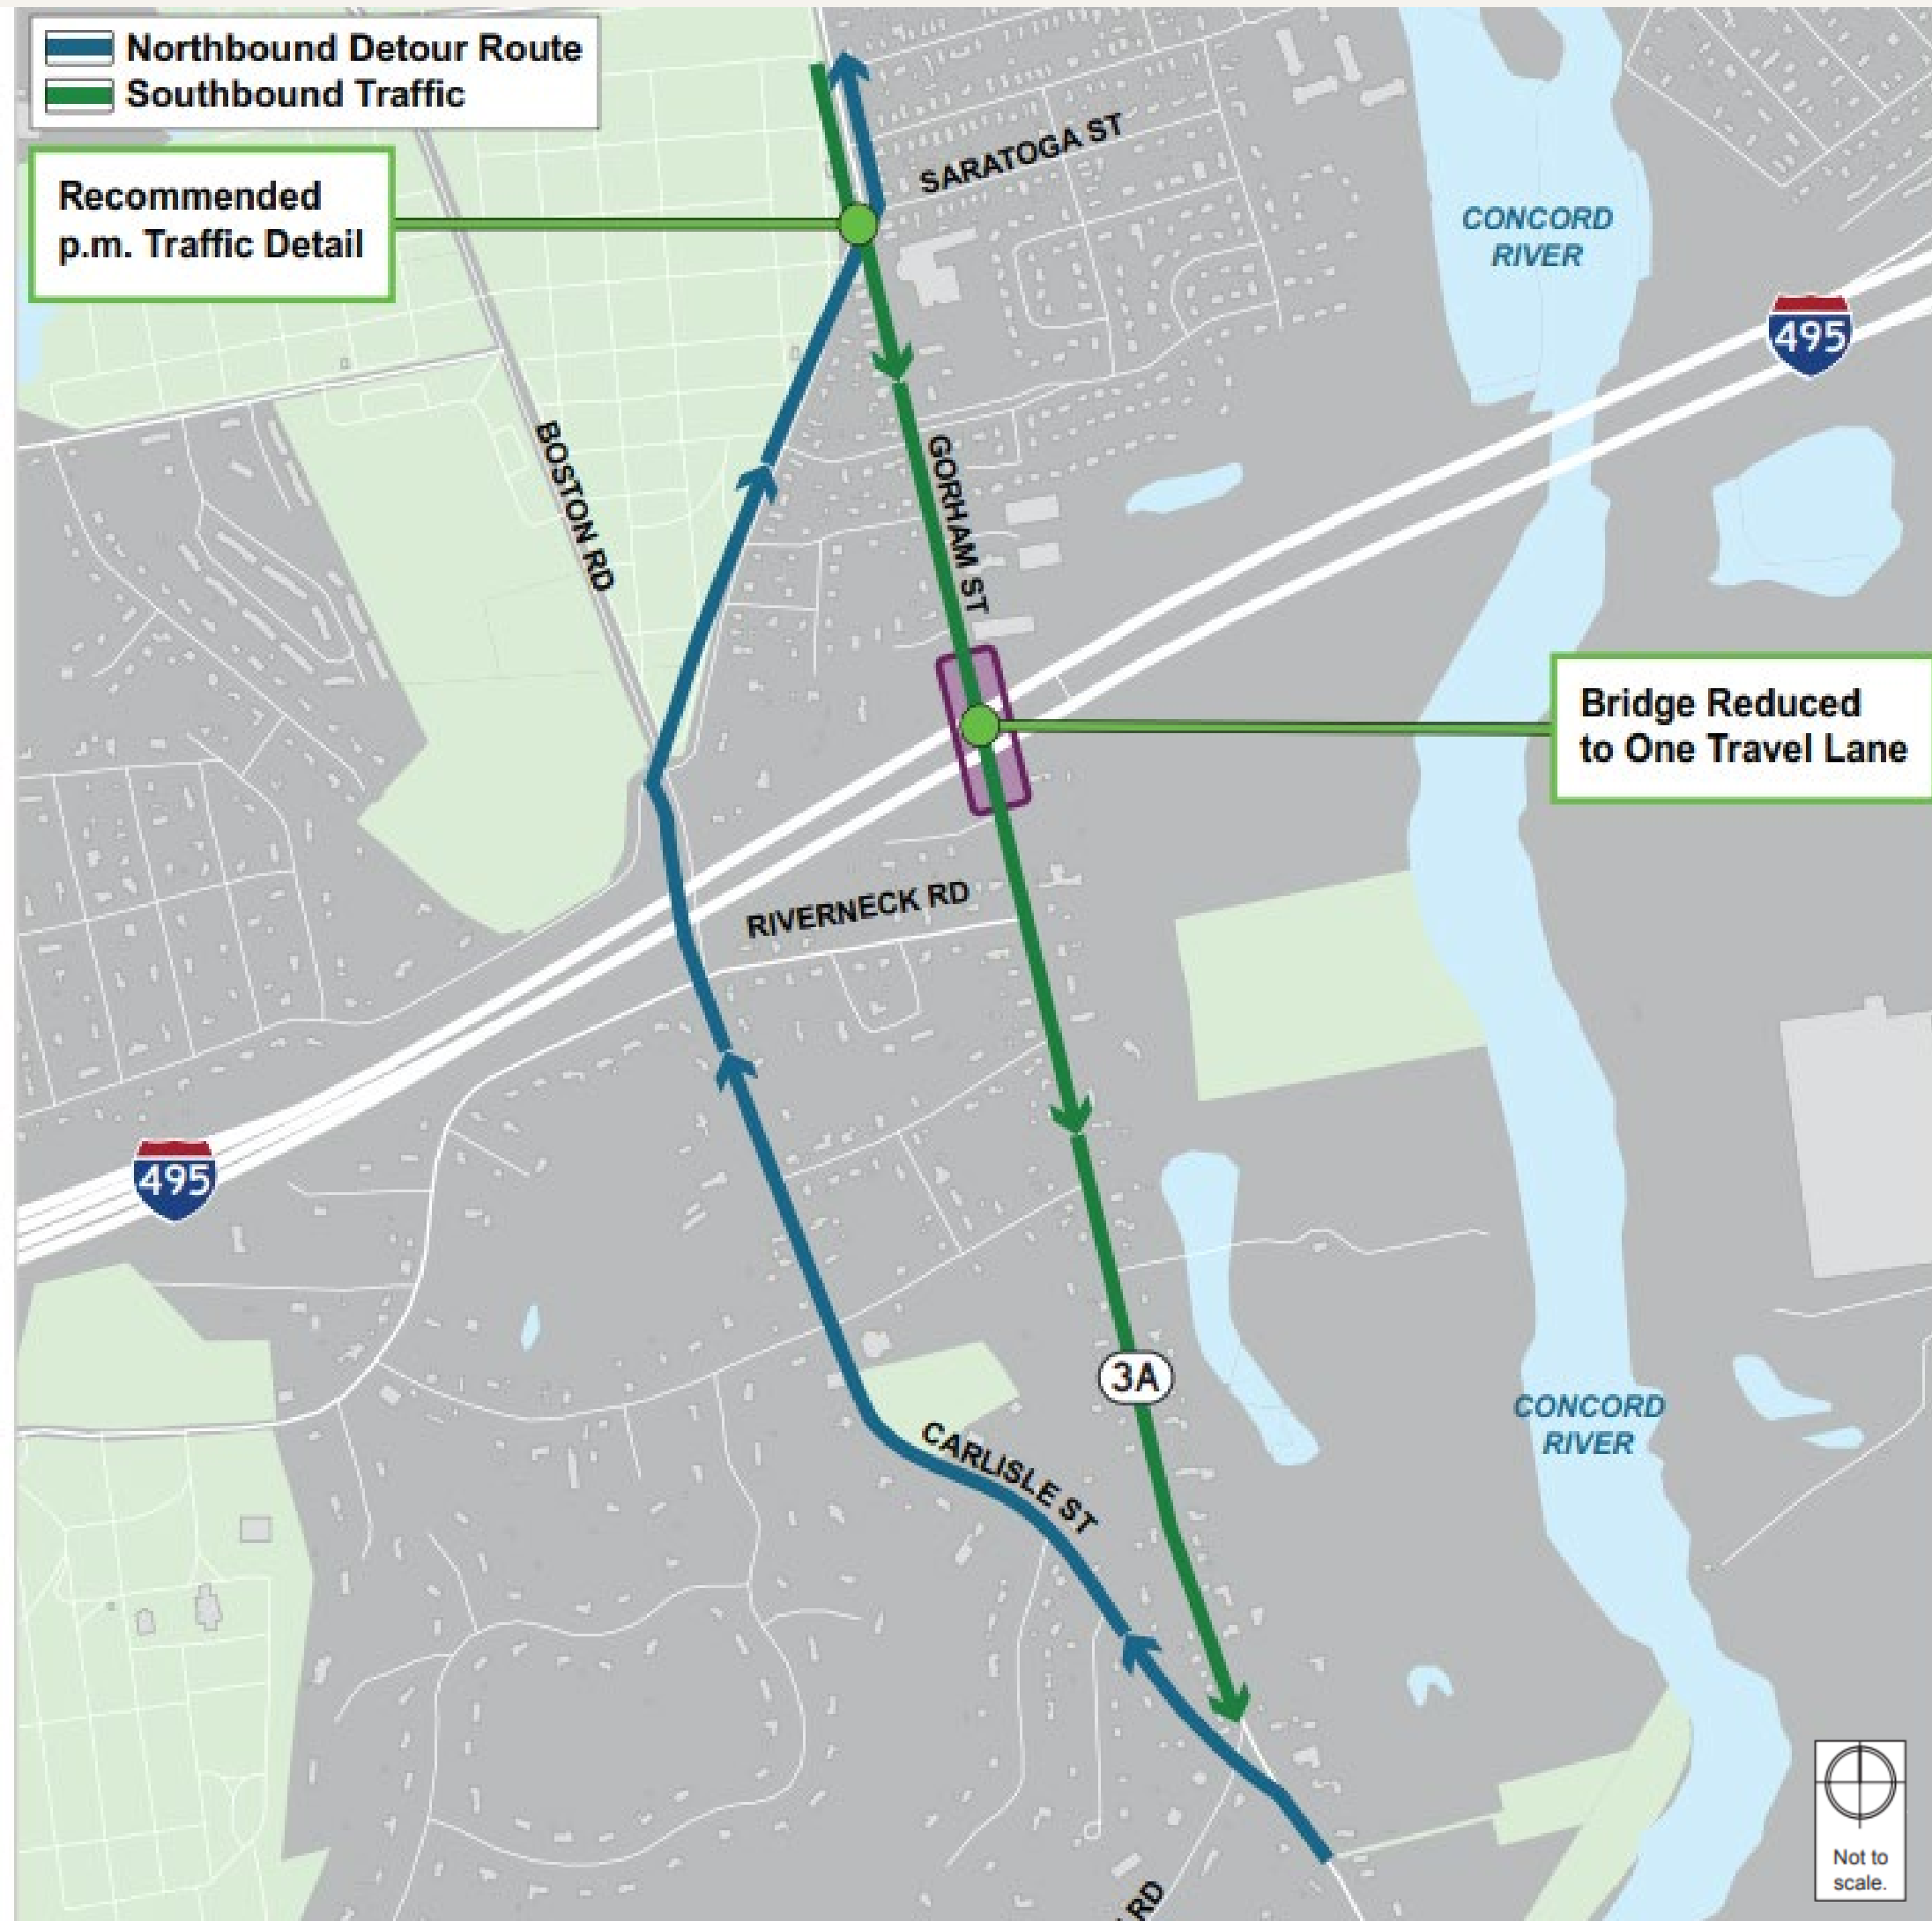 Northbound Detour Route
Southbound Traffic
Recommended
p.m. Traffic Detail
SARATOGA ST
CONCORD
RIVER
495
BOSTON RD
GORHAM ST
Bridge Reduced
to One Travel Lane
RIVERNECK RD
495
3A
CONCORD
RIVER
CARLISLE ST
RD
Not to
scale.